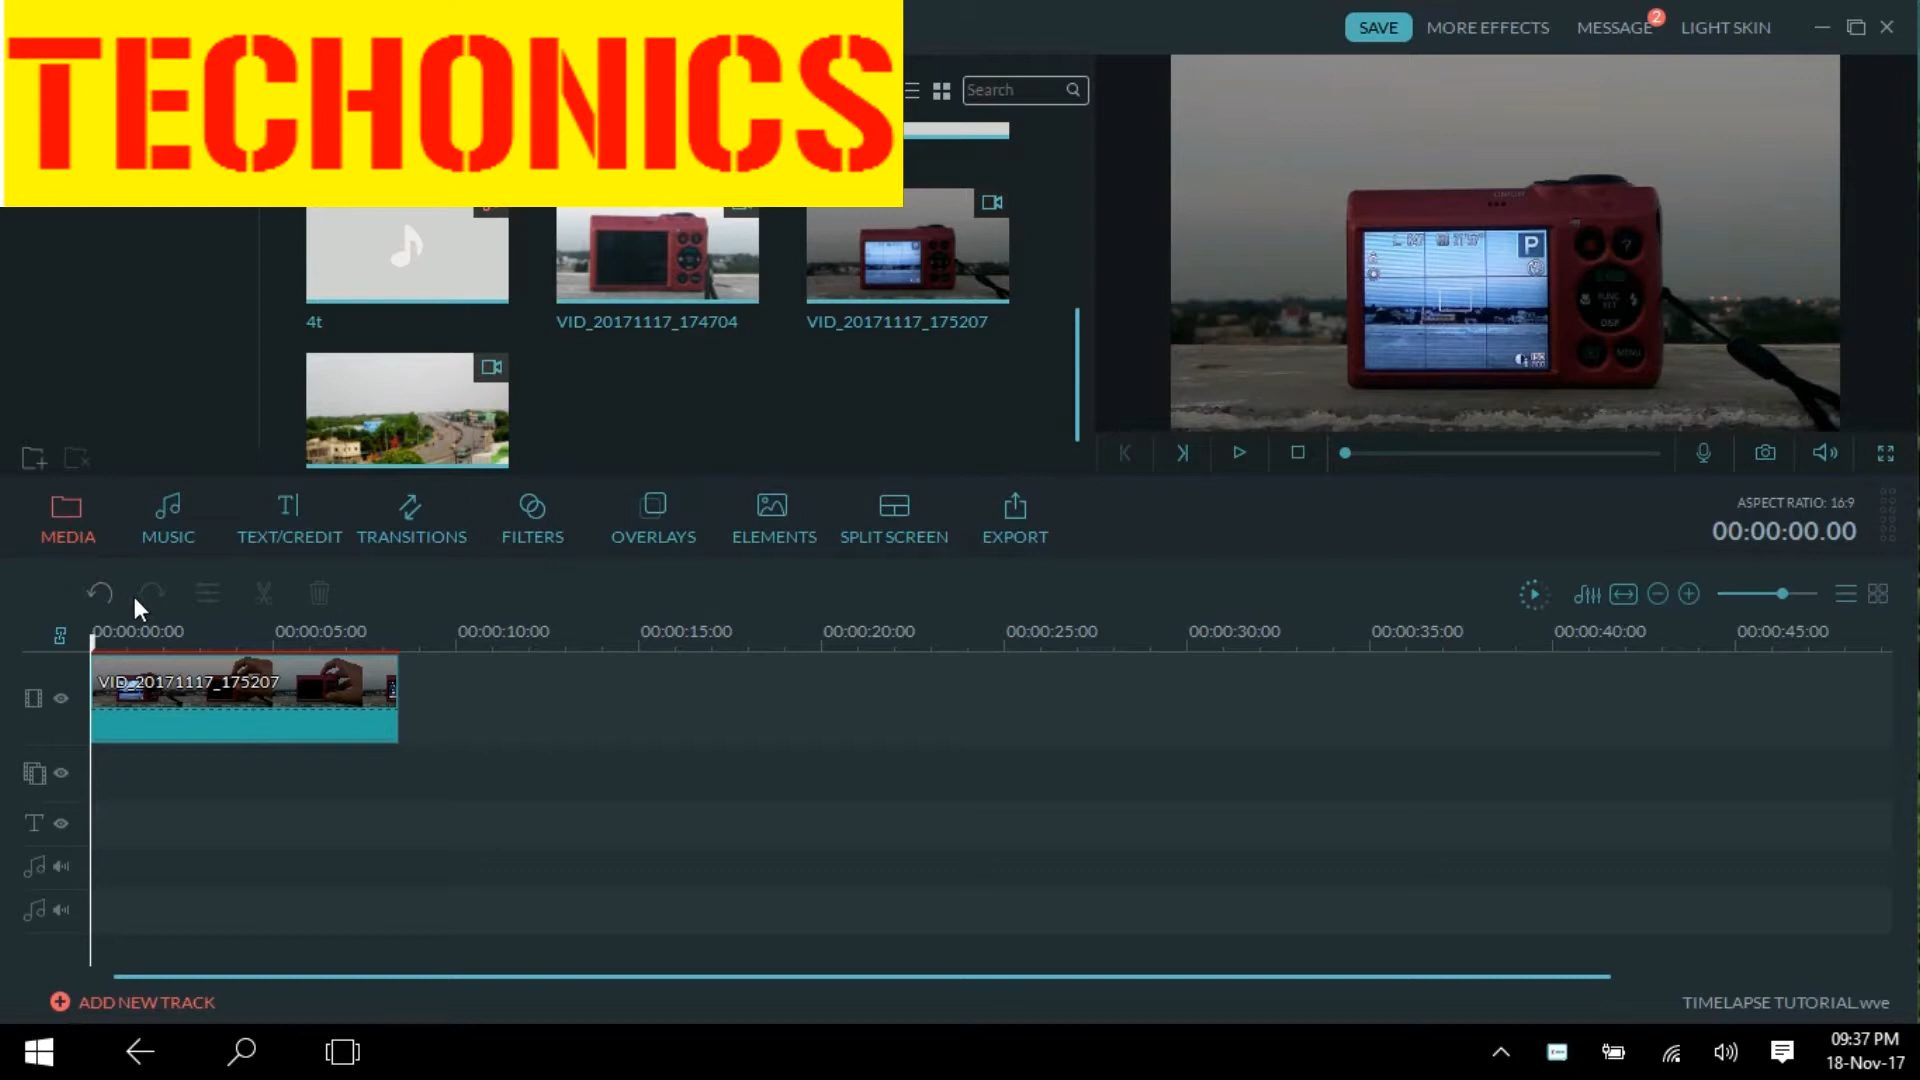 TECHONICS
SAVE
MORE EFFECTS
MESSAGE
2
LIGHT SKIN
Search
4t
VID_20171117_174704
VID_20171117_175207
P
FUNC
SET
DISP
MENU
MEDIA
MUSIC
TEXT/CREDIT
TRANSITIONS
FILTERS
OVERLAYS
ELEMENTS
SPLIT SCREEN
EXPORT
ASPECT RATIO: 16:9
00:00:00.00
00:00:00:00
00:00:05:00
00:00:10:00
00:00:15:00
00:00:20:00
00:00:25:00
00:00:30:00
00:00:35:00
00:00:40:00
00:00:45:00
VID_20171117_175207
ADD NEW TRACK
TIMELAPSE TUTORIAL.wve
09:37 PM
18-Nov-17